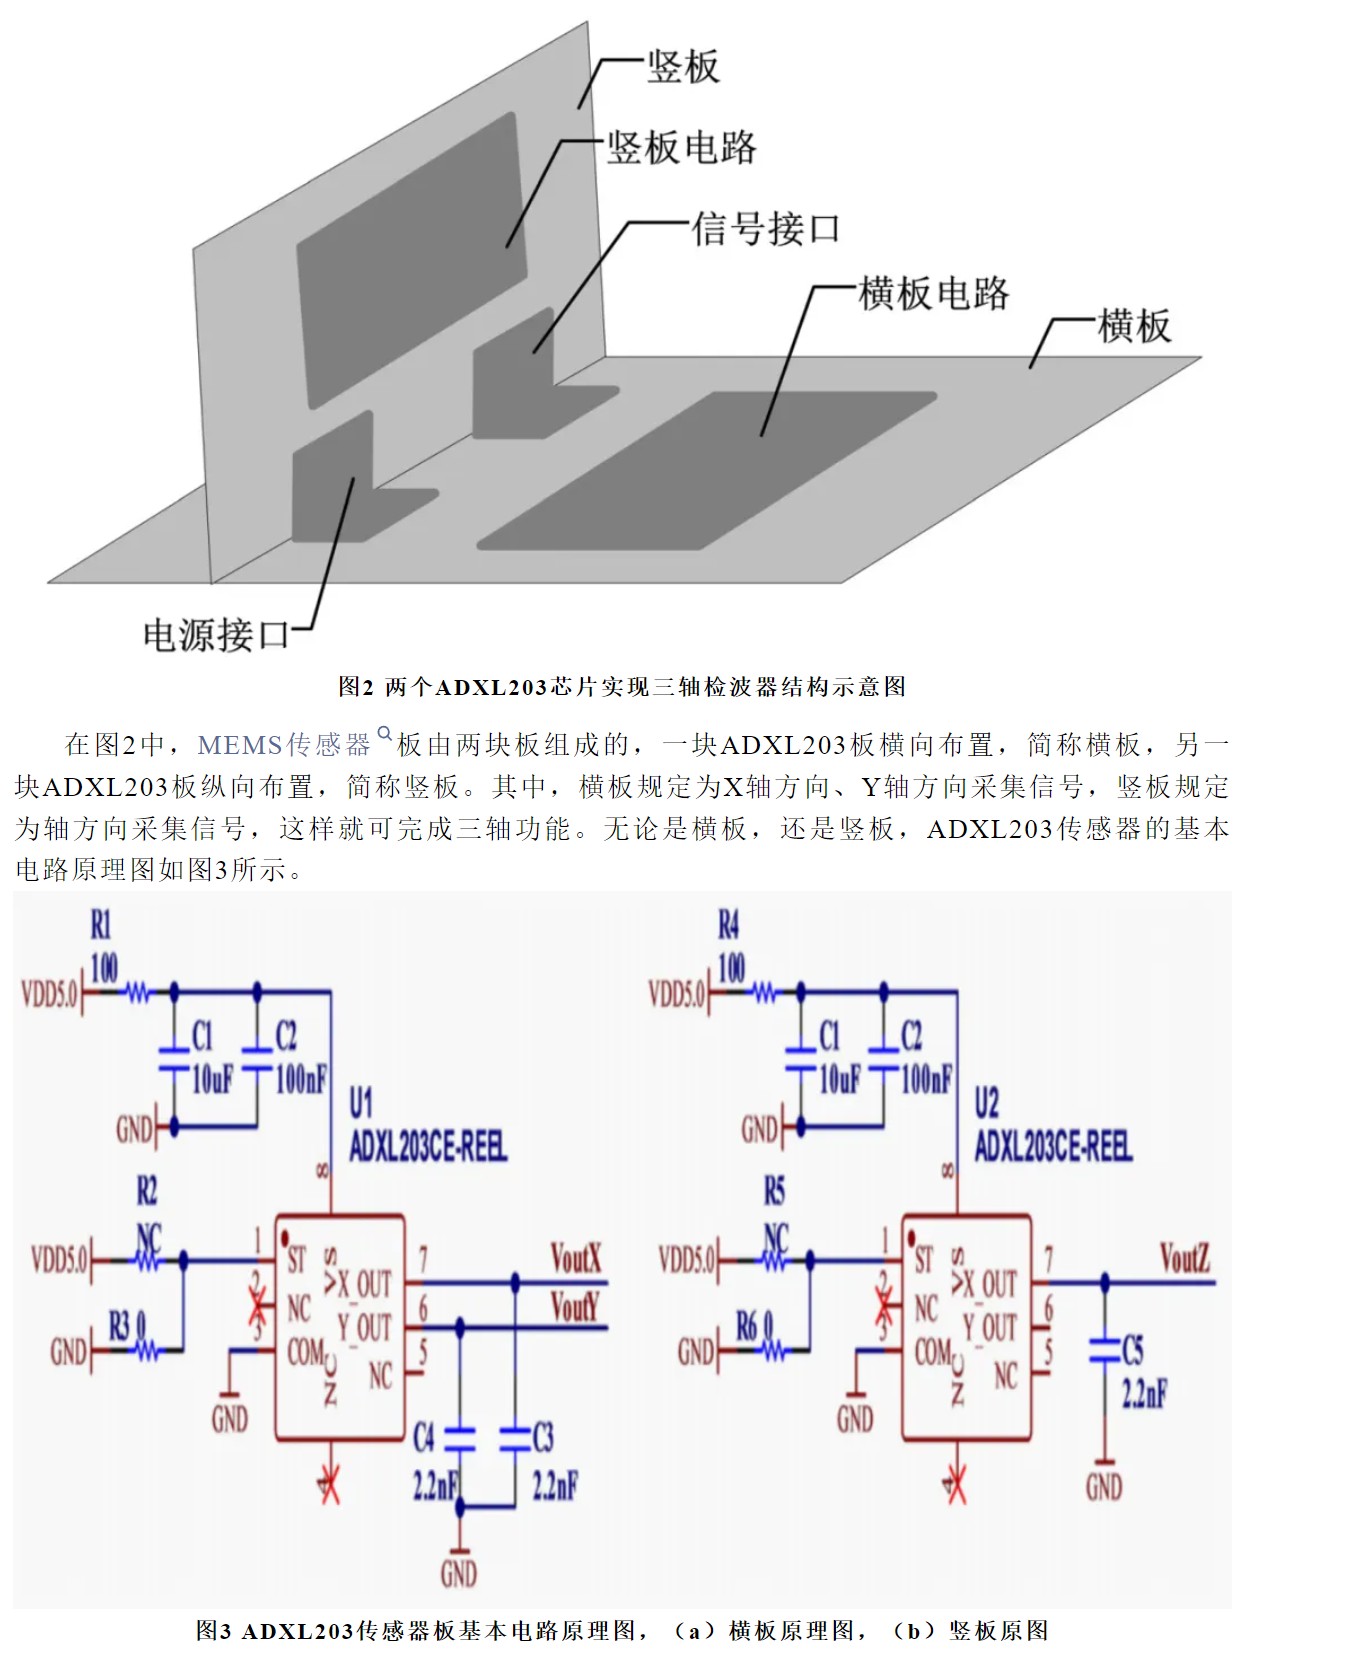 竖板
竖板电路
信号接口
横板电路
横板
电源接口
图2 两个ADXL203芯片实现三轴检波器结构示意图
在图2中，MEMS传感器板由两块板组成的，一块ADXL203板横向布置，简称横板，另一
块ADXL203板纵向布置，简称竖板。其中，横板规定为X轴方向、Y轴方向采集信号，竖板规定
为轴方向采集信号，这样就可完成三轴功能。无论是横板，还是竖板，ADXL203传感器的基本
电路原理图如图3所示。
R1
100
VDD5.0
C1
10uF
C2
100nF
GND
U1
ADXL203CE-REEL
8
R2
NC
VDD5.0
R3 0
GND
1
2
3
GND
ST
NC
COM
VS
X_OUT
Y_OUT
NC
NC
7
6
5
4
VoutX
VoutY
C4
2.2nF
C3
2.2nF
GND
R4
100
VDD5.0
C1
10uF
C2
100nF
GND
U2
ADXL203CE-REEL
8
R5
NC
VDD5.0
R6 0
GND
1
2
3
GND
ST
NC
COM
VS
X_OUT
Y_OUT
NC
NC
7
6
5
4
VoutZ
C5
2.2nF
GND
图3 ADXL203传感器板基本电路原理图，（a）横板原理图，（b）竖板原图